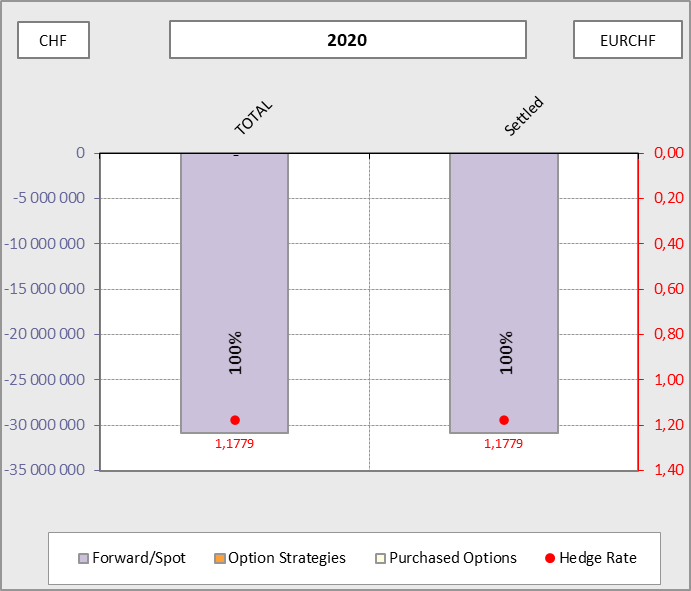 CHF
2020
EURCHF
TOTAL
Settled
0
0,00
-
-5 000 000
0,20
-10 000 000
0,40
-15 000 000
0,60
-20 000 000
0,80
100%
100%
-25 000 000
1,00
-30 000 000
1,20
1,1779
1,1779
-35 000 000
1,40
Forward/Spot
Option Strategies
Purchased Options
Hedge Rate